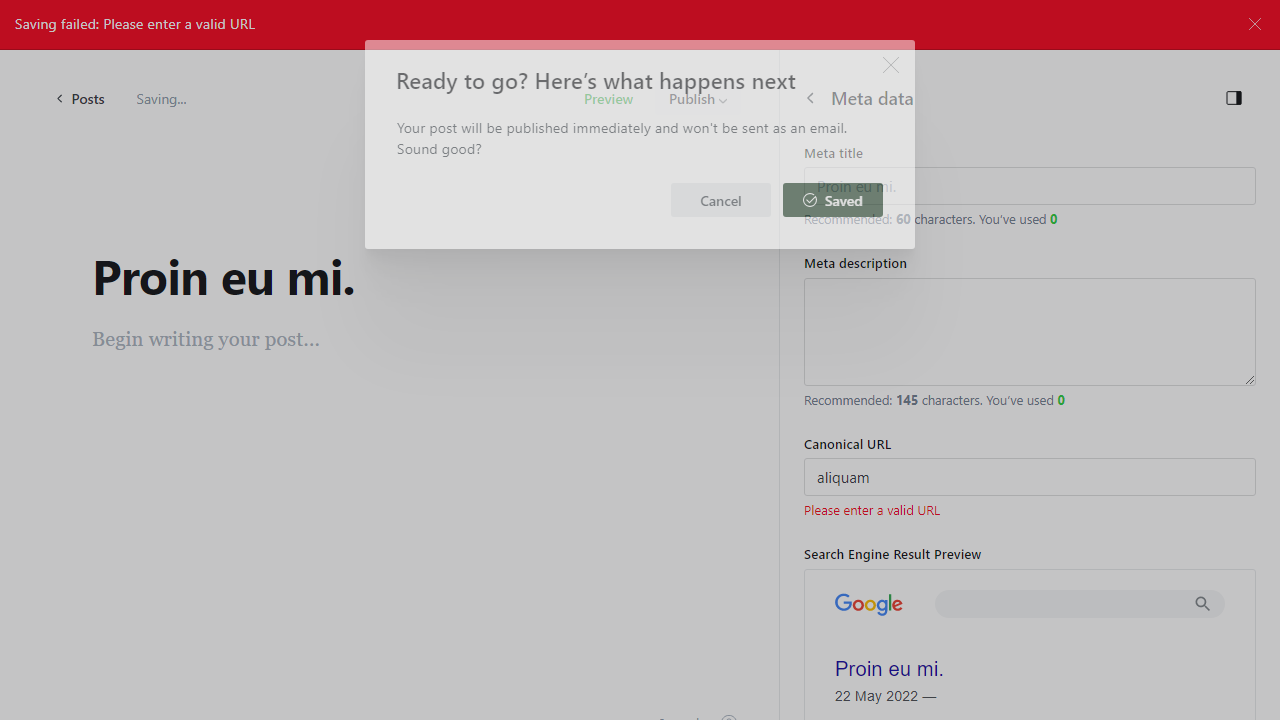 Saving failed: Please enter a valid URL
Ready to go? Here's what happens next
Posts
Saving...
Preview
Publish
Meta data
Your post will be published immediately and won't be sent as an email.
Sound good?
Meta title
Proin eu mi.
Cancel
Saved
Recommended: 60 characters. You've used 0
Meta description
Proin eu mi.
Begin writing your post...
Recommended: 145 characters. You've used 0
Canonical URL
aliquam
Please enter a valid URL
Search Engine Result Preview
Google
Proin eu mi.
22 May 2022 —